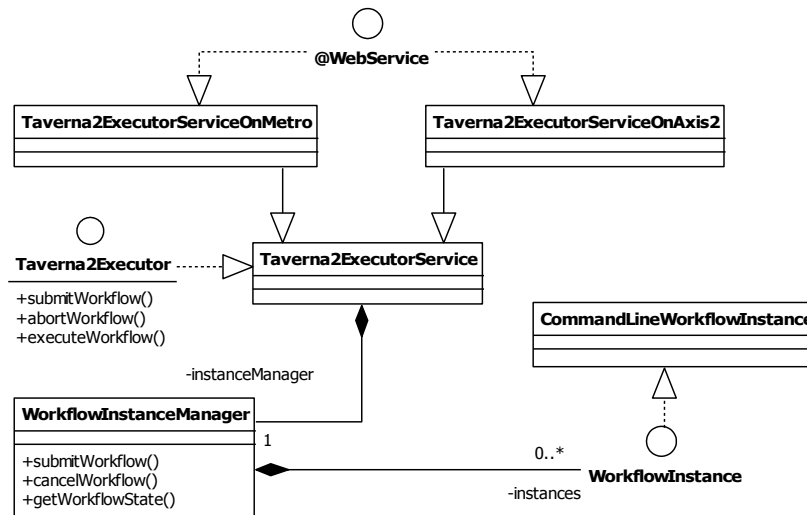 @WebService
Taverna2ExecutorServiceOnMetro
Taverna2ExecutorServiceOnAxis2
Taverna2Executor
+submitWorkflow()
+abortWorkflow()
+executeWorkflow()
Taverna2ExecutorService
CommandLineWorkflowInstance
-instanceManager
WorkflowInstanceManager
1
+submitWorkflow()
+cancelWorkflow()
+getWorkflowState()
0..*
-instances
WorkflowInstance